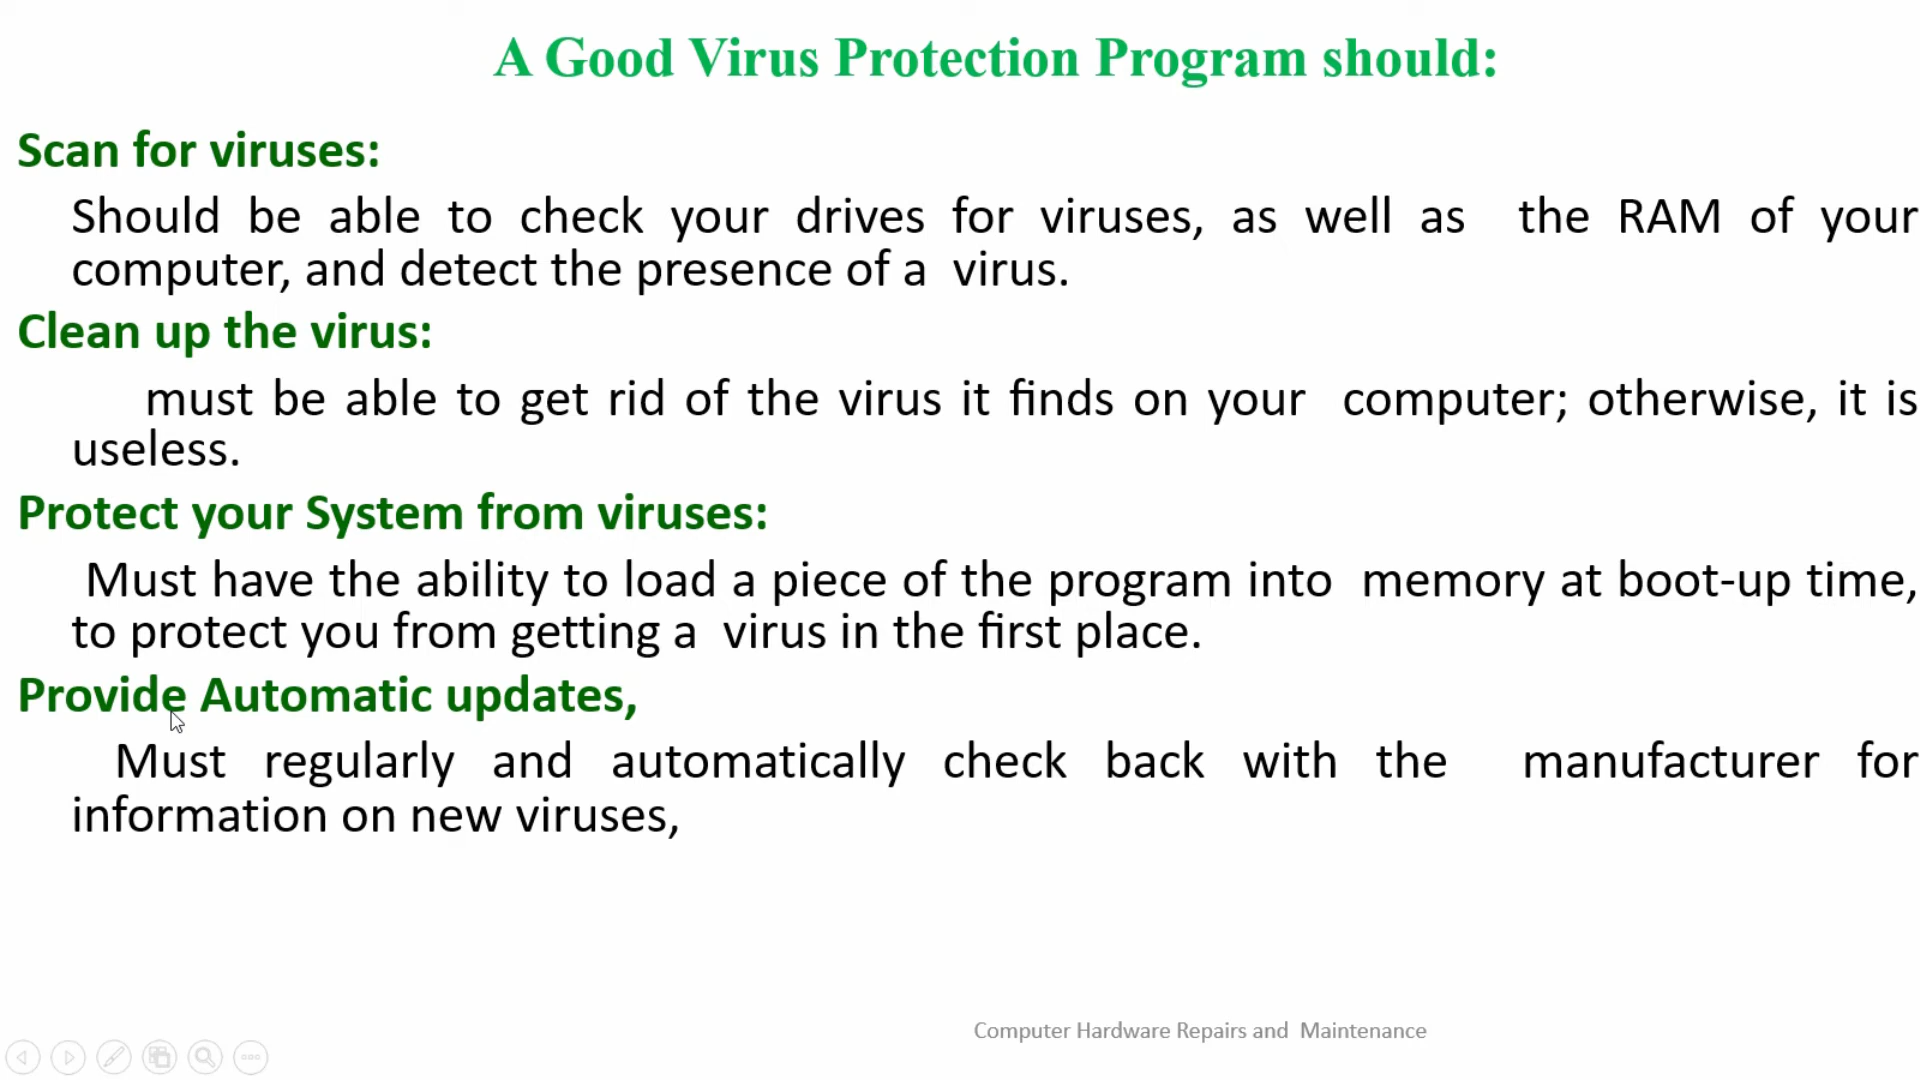 A Good Virus Protection Program should:
Scan for viruses:
Should be able to check your drives for viruses, as well as the RAM of your
computer, and detect the presence of a virus.
Clean up the virus:
must be able to get rid of the virus it finds on your computer; otherwise, it is
useless.
Protect your System from viruses:
Must have the ability to load a piece of the program into memory at boot-up time,
to protect you from getting a virus in the first place.
Provide Automatic updates,
Must regularly and automatically check back with the manufacturer for
information on new viruses,
Computer Hardware Repairs and Maintenance